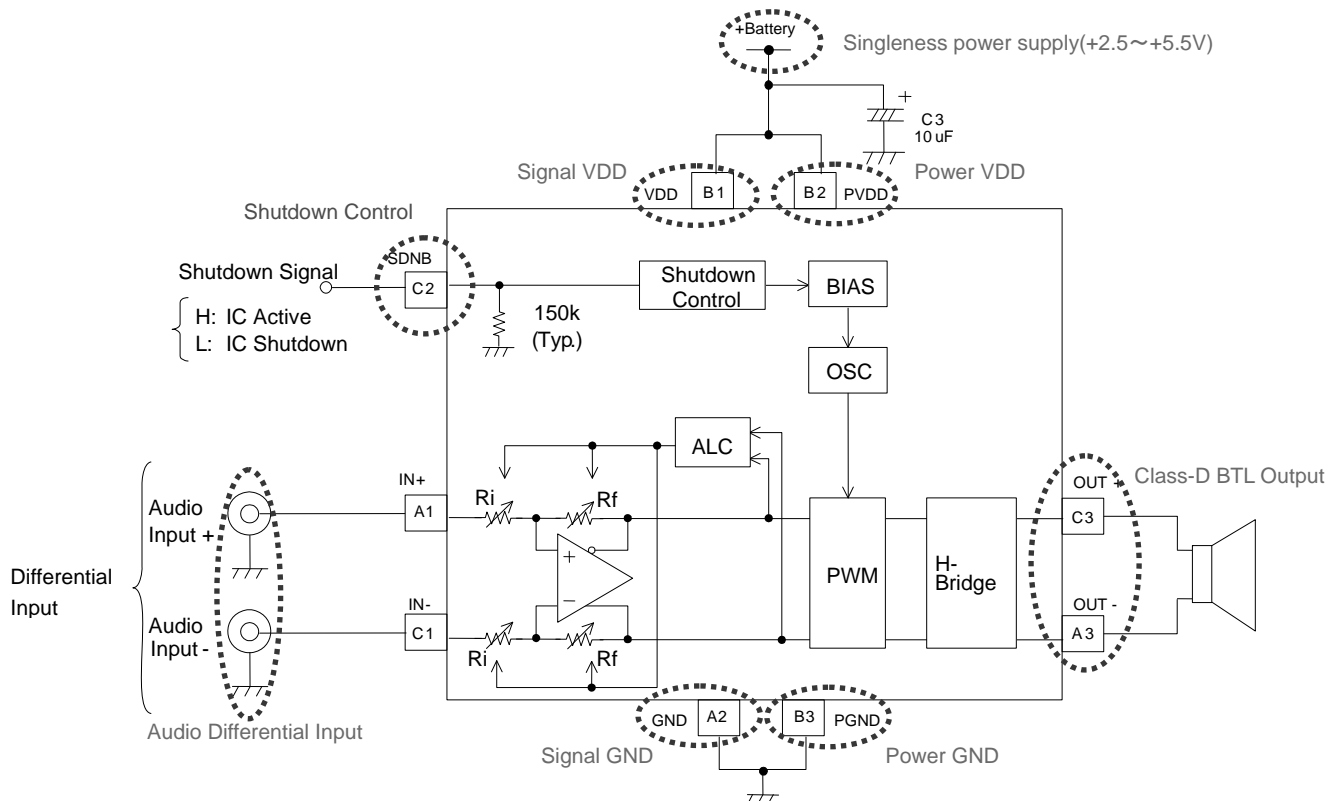 +Battery
Singleness power supply(+2.5～+5.5V)
+
C3
10 uF
Signal VDD
Power VDD
VDD
B1
B2
PVDD
Shutdown Control
SDNB
Shutdown Signal
C2
H: IC Active
L: IC Shutdown
150k
(Typ.)
Shutdown
Control
BIAS
OSC
ALC
IN+
Ri
Rf
OUT +
Class-D BTL Output
Audio
Input +
A1
C3
+
Differential
Input
PWM
H-
Bridge
−
IN-
OUT -
Audio
Input -
C1
A3
Ri
Rf
Audio Differential Input
GND
A2
B3
PGND
Signal GND
Power GND